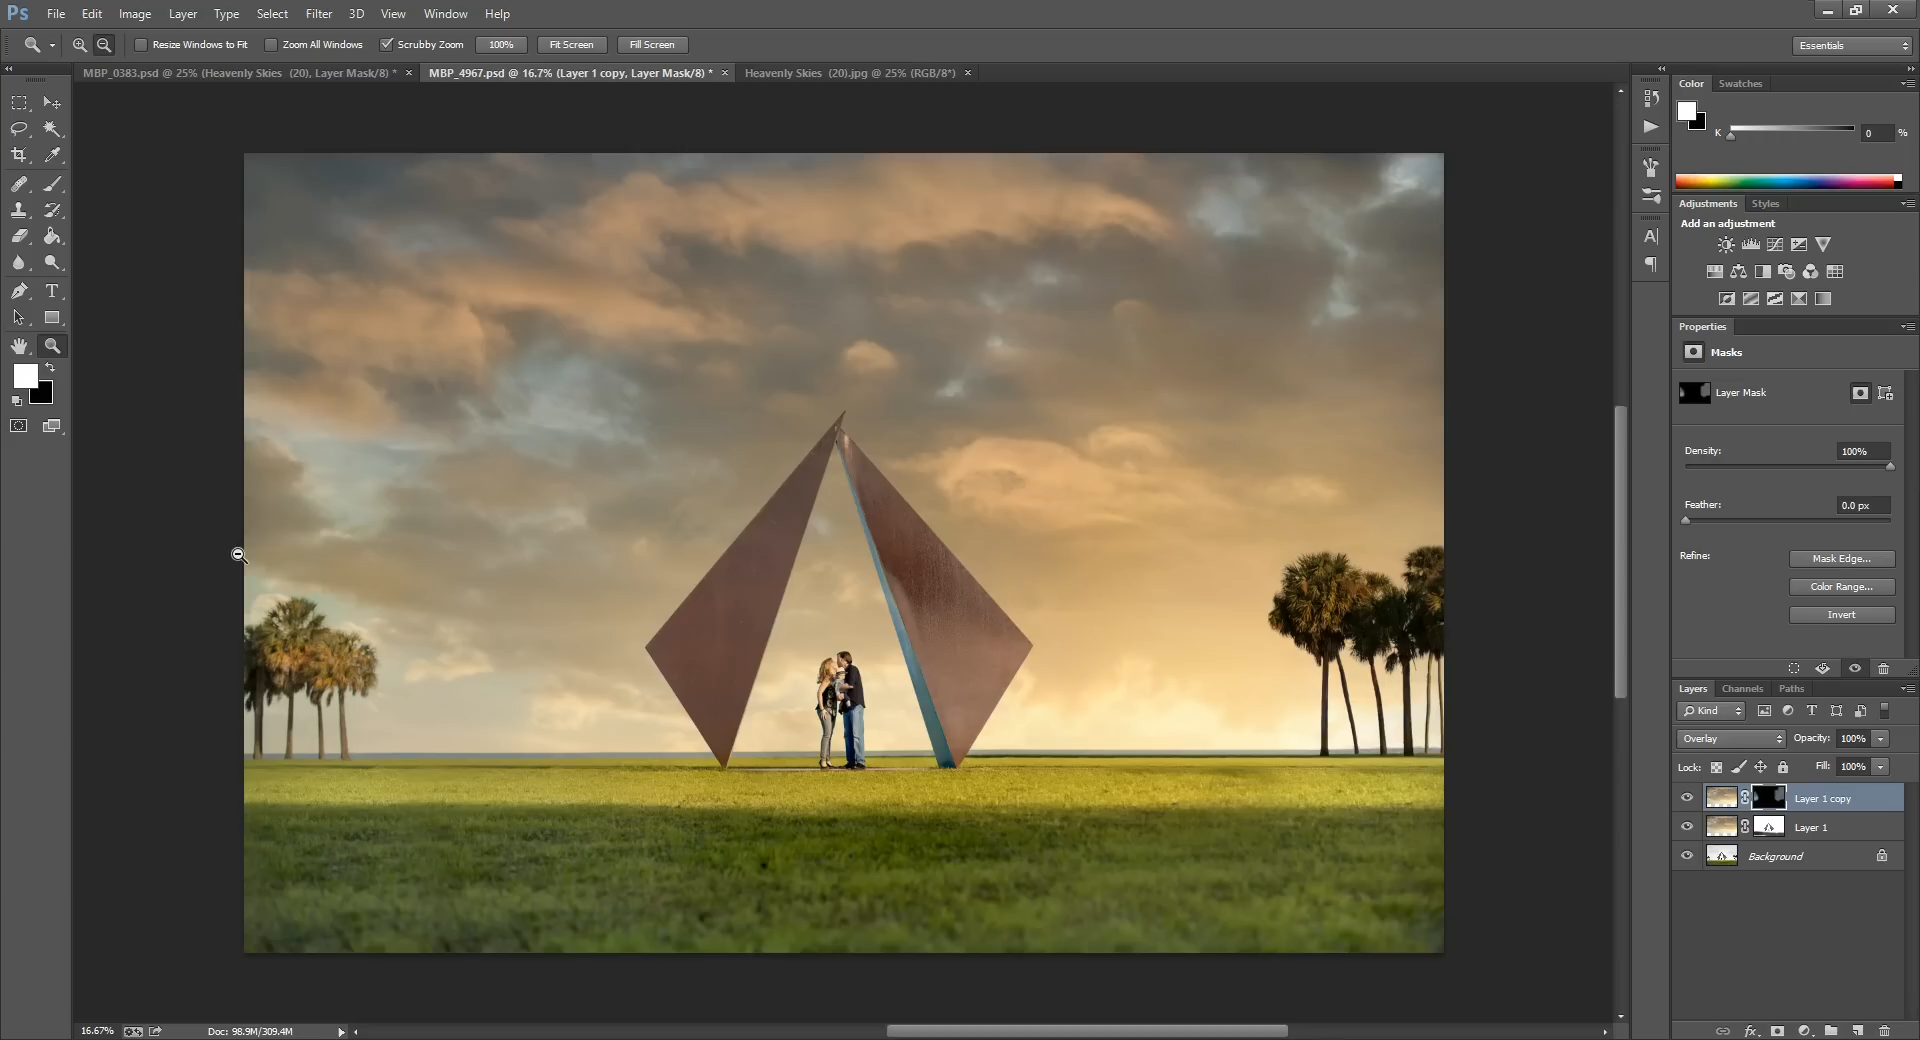 Ps File Edit Image Layer Type Select Filter 3D View Window Help
Resize Windows to Fit Zoom All Windows Scrubby Zoom 100% Fit Screen Fill Screen Essentials
MBP_0383.psd @ 25% (Heavenly Skies (20), Layer Mask/8) * × MBP_4967.psd @ 16.7% (Layer 1 copy, Layer Mask/8) * × Heavenly Skies (20).jpg @ 25% (RGB/8*) ×
Color Swatches
K 0 %
Adjustments Styles
Add an adjustment
Properties
Masks
Layer Mask
Density: 100%
Feather: 0.0 px
Refine: Mask Edge...
Color Range...
Invert
Layers Channels Paths
Kind
Overlay Opacity: 100%
Lock: Fill: 100%
Layer 1 copy
Layer 1
Background
16.67% Doc: 98.9M/309.4M